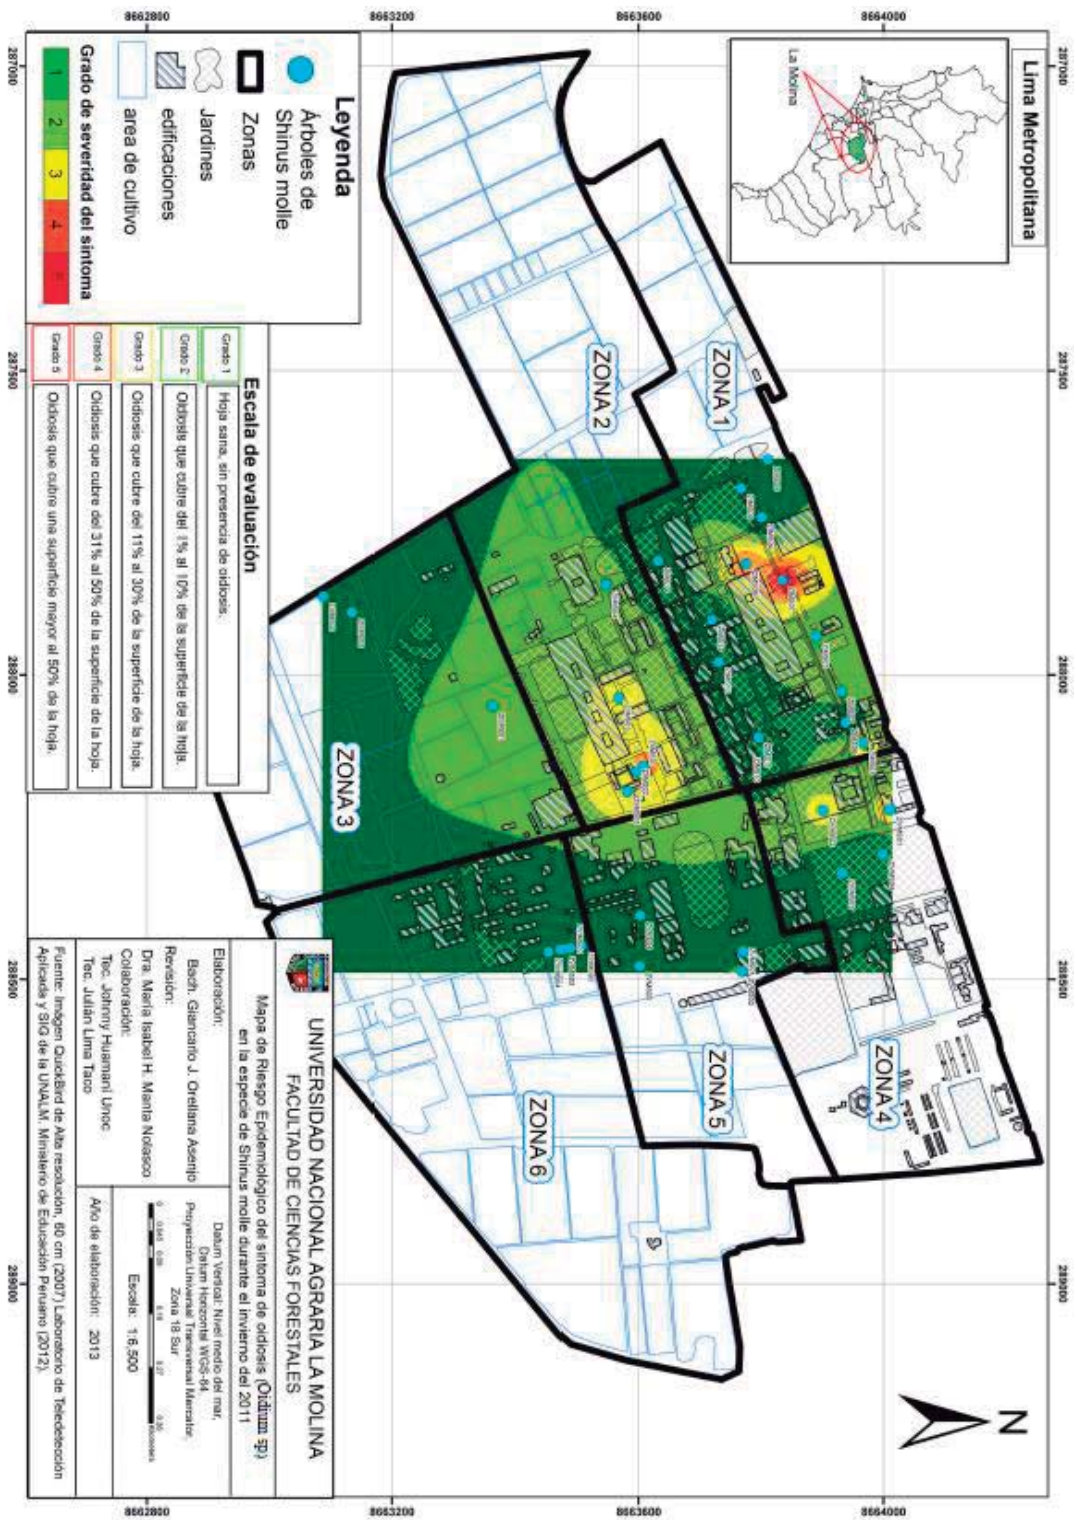 Lima Metropolitana
La Molina
287000
287500
288000
288500
289000
8662800
8663200
8663600
8664000
N
ZONA 1
ZONA 2
ZONA 3
ZONA 4
ZONA 5
ZONA 6
Leyenda
Árboles de
Shinus molle
Zonas
Jardines
edificaciones
area de cultivo
Grado de severidad del síntoma
1 2 3 4 5
Escala de evaluación
Grado 1 Hoja sana, sin presencia de oidiosis.
Grado 2 Oidiosis que cubre del 1% al 10% de la superficie de la hoja.
Grado 3 Oidiosis que cubre del 11% al 30% de la superficie de la hoja.
Grado 4 Oidiosis que cubre del 31% al 50% de la superficie de la hoja.
Grado 5 Oidiosis que cubre una superficie mayor al 50% de la hoja.
UNIVERSIDAD NACIONAL AGRARIA LA MOLINA
FACULTAD DE CIENCIAS FORESTALES
Mapa de Riesgo Epidemiológico del síntoma de oidiosis (Oidium sp)
en la especie de Shinus molle durante el invierno del 2011
Elaboración:
Bach. Giancarlo J. Orellana Asenjo
Revisión:
Dra. María Isabel H. Manta Nolasco
Colaboración:
Tec. Johnny Huamaní Unoc
Tec. Julián Lima Taco
Datum Vertical: Nivel medio del mar,
Datum Horizontal WGS-84
Proyección Universal Transversal Mercator,
Zona 18 Sur
Escala: 1:6,500
Año de elaboración: 2013
Fuente: Imágen QuickBird de Alta resolución, 60 cm (2007) Laboratorio de Teledetección
Aplicada y SIG de la UNALM. Ministerio de Educación Peruano (2012).